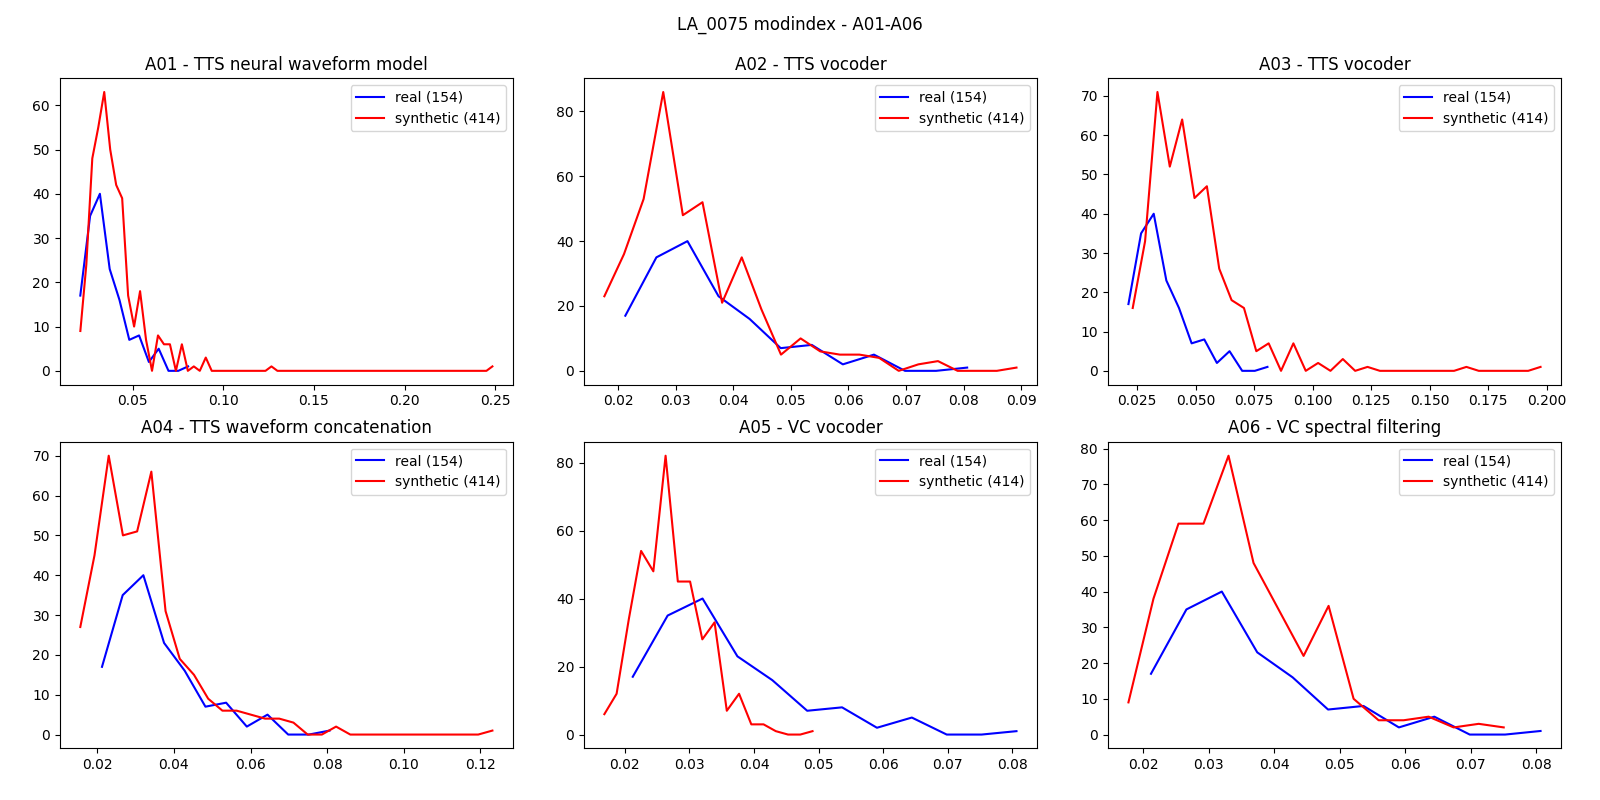 LA_0075 modindex - A01-A06
A01 - TTS neural waveform model
real (154)
synthetic (414)
60
50
40
30
20
10
0
0.05 0.10 0.15 0.20 0.25
A02 - TTS vocoder
real (154)
synthetic (414)
80
60
40
20
0
0.02 0.03 0.04 0.05 0.06 0.07 0.08 0.09
A03 - TTS vocoder
real (154)
synthetic (414)
70
60
50
40
30
20
10
0
0.025 0.050 0.075 0.100 0.125 0.150 0.175 0.200
A04 - TTS waveform concatenation
real (154)
synthetic (414)
70
60
50
40
30
20
10
0
0.02 0.04 0.06 0.08 0.10 0.12
A05 - VC vocoder
real (154)
synthetic (414)
80
60
40
20
0
0.02 0.03 0.04 0.05 0.06 0.07 0.08
A06 - VC spectral filtering
real (154)
synthetic (414)
80
70
60
50
40
30
20
10
0
0.02 0.03 0.04 0.05 0.06 0.07 0.08